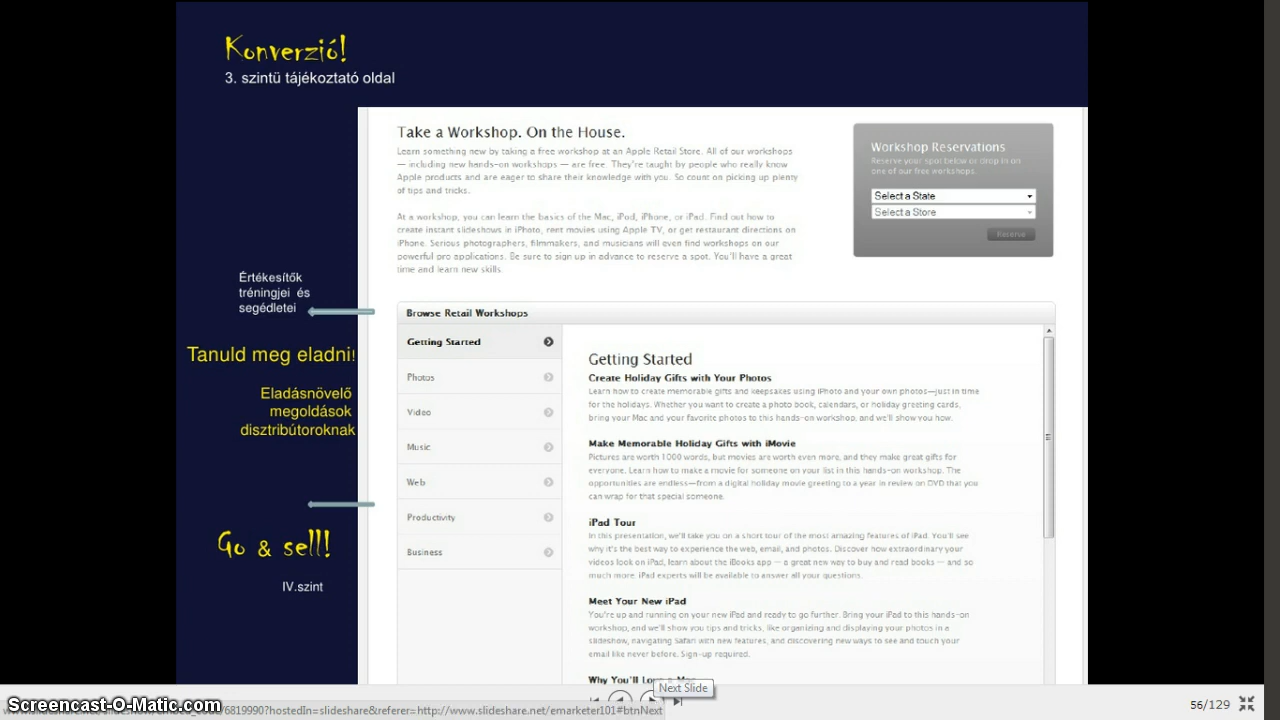 Konverzió!
3. szintü tájékoztató oldal
Take a Workshop. On the House.
Learn something new by taking a free workshop at an Apple Retail Store. All of our workshops
— including new hands-on workshops — are free. They're taught by people who really know
Apple products and are eager to share their knowledge with you. So count on picking up plenty
of tips and tricks.
At a workshop, you can learn the basics of the Mac, iPod, iPhone, or iPad. Find out how to
create instant slideshows in iPhoto, rent movies using Apple TV, or get restaurant directions on
iPhone. Serious photographers, filmmakers, and musicians will even find workshops on our
powerful pro applications. Be sure to sign up in advance to reserve a spot. You'll have a great
time and learn new skills.
Workshop Reservations
Reserve your spot below or drop in on
one of our free workshops.
Select a State
Select a Store
Reserve
Értékesítők
tréningjei és
segédletei
Tanuld meg eladni!
Eladásnövelő
megoldások
disztribútoroknak
Go & sell!
IV.szint
Browse Retail Workshops
Getting Started
Photos
Video
Music
Web
Productivity
Business
Getting Started
Create Holiday Gifts with Your Photos
Learn how to create memorable gifts and keepsakes using iPhoto and your own photos—just in time
for the holidays. Whether you want to create a photo book, calendars, or holiday greeting cards,
bring your Mac and your favorite photos to this hands-on workshop, and we'll show you how.
Make Memorable Holiday Gifts with iMovie
Pictures are worth 1000 words, but movies are worth even more, and they make great gifts for
everyone. Learn how to make a movie for someone on your list in this hands-on workshop. The
opportunities are endless—from a digital holiday movie greeting to a year in review on DVD that you
can wrap for that special someone.
iPad Tour
In this presentation, we'll take you on a short tour of the most amazing features of iPad. You'll see
why it's the best way to experience the web, email, and photos. Discover how extraordinary your
videos look on iPad, learn about the iBooks app — a great new way to buy and read books — and so
much more. iPad experts will be available to answer all your questions.
Meet Your New iPad
You're up and running on your new iPad and ready to go further. Bring your iPad to this hands-on
workshop, and we'll show you tips and tricks, like organizing and displaying your photos in a
slideshow, navigating Safari with new features, and discovering new ways to see and touch your
email like never before. Sign-up required.
Why You'll Love a Mac
Next Slide
Screencast-O-Matic.com
6819990?hostedIn=slideshare&referer=http://www.slideshare.net/emarketer101#btnNext
56/129